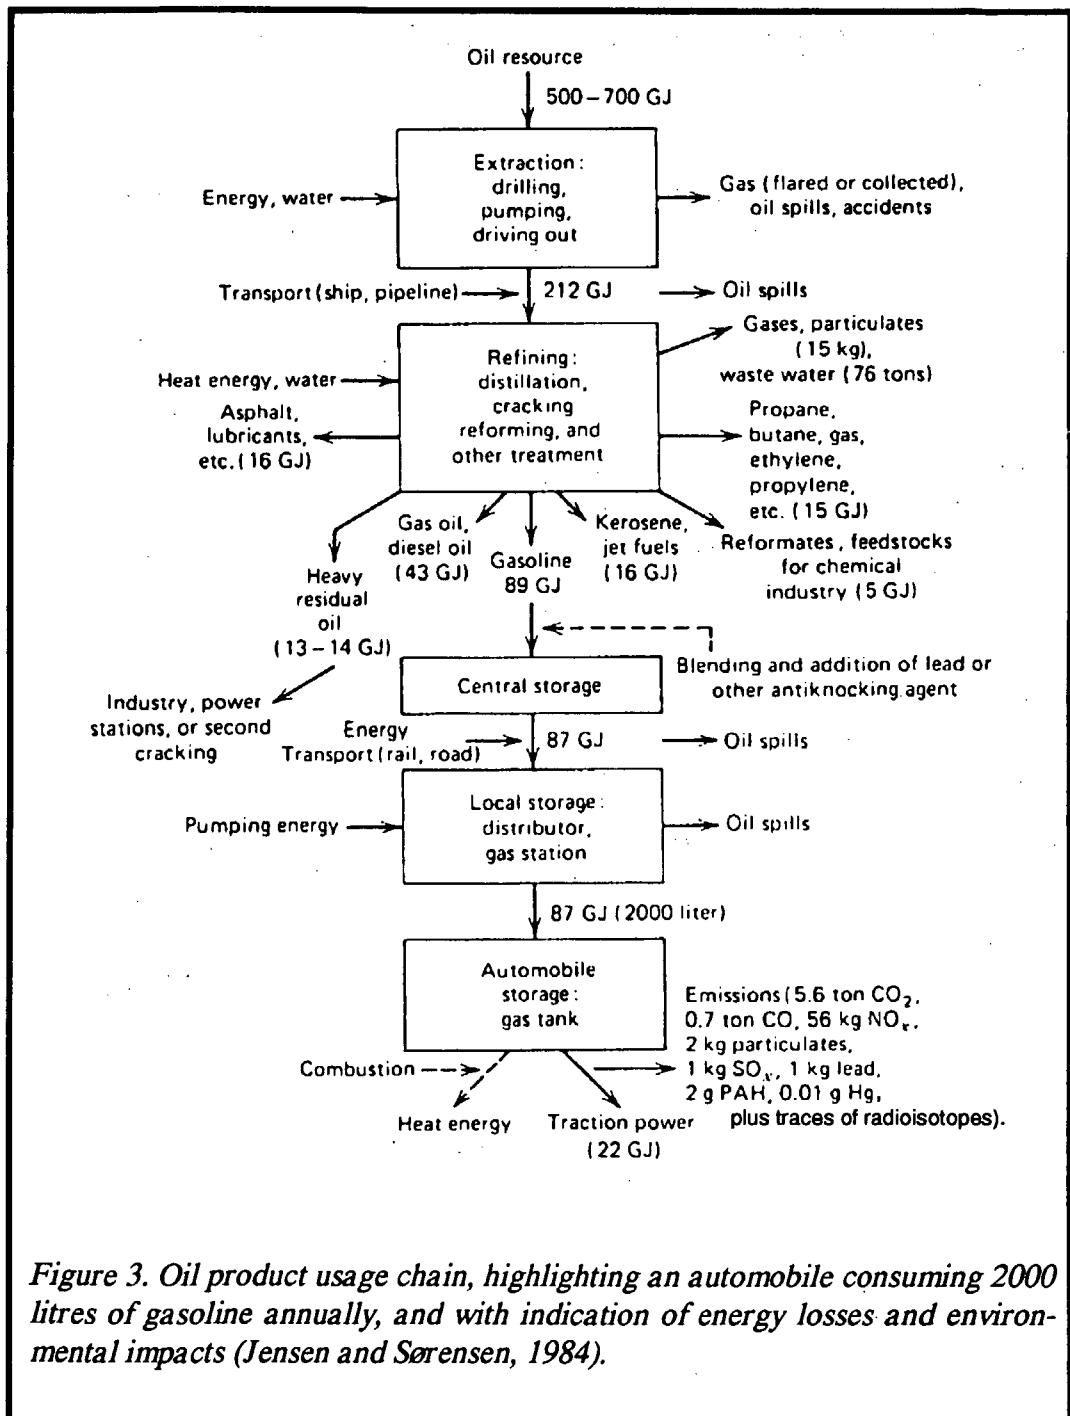 Oil resource
500–700 GJ
Extraction:
drilling,
pumping,
driving out
Energy, water
Gas (flared or collected),
oil spills, accidents
Transport (ship, pipeline)
212 GJ
Oil spills
Refining:
distillation,
cracking
reforming, and
other treatment
Heat energy, water
Gases, particulates
(15 kg),
waste water (76 tons)
Asphalt,
lubricants,
etc. (16 GJ)
Propane,
butane, gas,
ethylene,
propylene,
etc. (15 GJ)
Heavy
residual
oil
(13–14 GJ)
Gas oil,
diesel oil
(43 GJ)
Gasoline
89 GJ
Kerosene,
jet fuels
(16 GJ)
Reformates, feedstocks
for chemical
industry (5 GJ)
Industry, power
stations, or second
cracking
Blending and addition of lead or
other antiknocking agent
Central storage
Energy
Transport (rail, road)
87 GJ
Oil spills
Local storage:
distributor,
gas station
Pumping energy
Oil spills
87 GJ (2000 liter)
Automobile
storage:
gas tank
Emissions (5.6 ton CO₂,
0.7 ton CO, 56 kg NOₓ,
2 kg particulates,
1 kg SOₓ, 1 kg lead,
2 g PAH, 0.01 g Hg,
plus traces of radioisotopes).
Combustion
Heat energy
Traction power
(22 GJ)
Figure 3. Oil product usage chain, highlighting an automobile consuming 2000
litres of gasoline annually, and with indication of energy losses and environ-
mental impacts (Jensen and Sørensen, 1984).